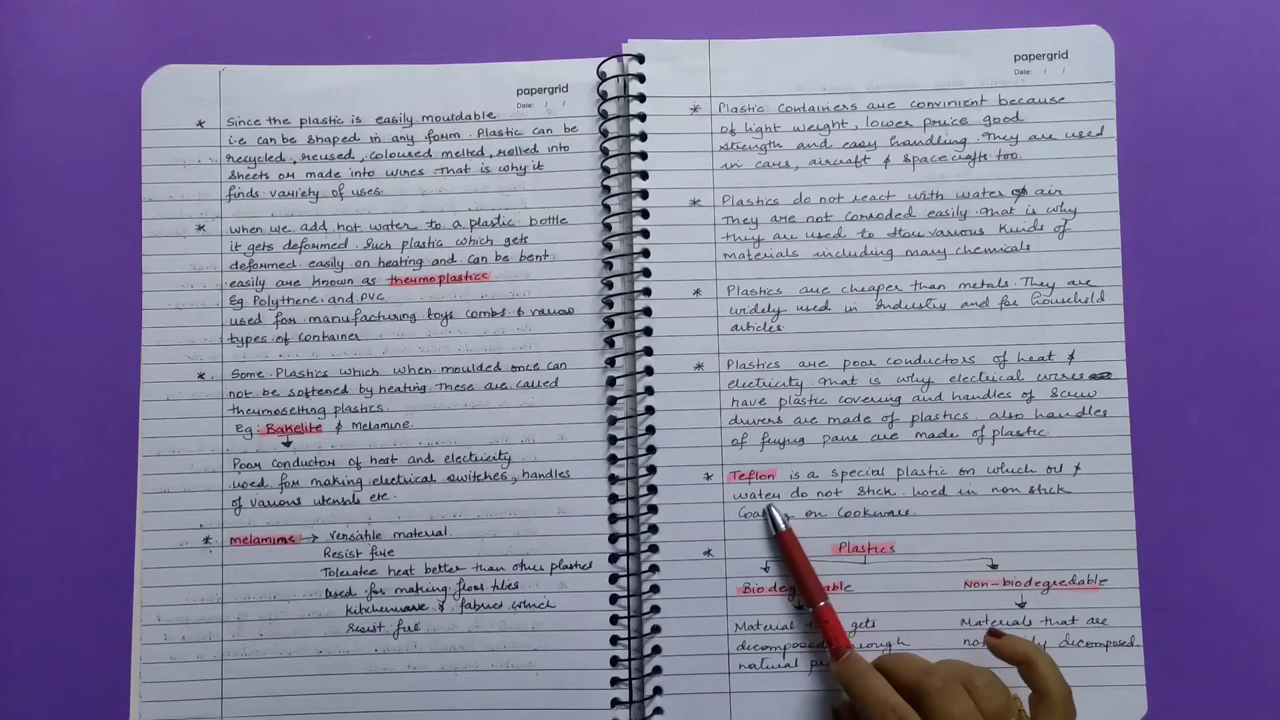 papergrid
Date: / /
* Since the plastic is easily mouldable
i.e can be shaped in any form. Plastic can be
recycled, reused, coloured melted, rolled into
sheets or made into wires. That is why it
finds variety of uses.
* When we add hot water to a plastic bottle
it gets deformed. Such plastic which gets
deformed easily on heating and can be bent
easily are known as thermoplastics
Eg Polythene and PVC.
used for manufacturing toys combs &
types of container
* Some Plastics which when moulded once can
not be softened by heating. These are called
thermosetting plastics.
Eg: Bakelite & Melamine.
↓
Poor conductor of heat and electricity
used for making electrical switches, handles
of various utensils etc.
* melamine → versatile material.
Resist fire
Tolerates heat better than other plastics
used for making floor tiles
kitchenware & fabrics which
resist fire
papergrid
Date: / /
* Plastic Containers are convinient because
of light weight, lower price good
strength and easy handling. They are used
in cars, aircraft & spacecrafts too.
* Plastics do not react with water air
They are not corroded easily. That is why
they are used to various kinds of
materials including many chemicals
* Plastics are cheaper than metals. They are
widely used in Industry and for household
articles.
* Plastics are poor conductors of heat &
electricity. That is why electrical wires
have plastic covering and handles of screw
drivers are made of plastics. also handles
of frying pans are made of plastic.
* Teflon is a special plastic on which oil &
water do not stick. Used in non stick
on Cookware.
* Plastics
Non-biodegredable
↓
Material gets
Materials that are
decomposed
decomposed.
natural